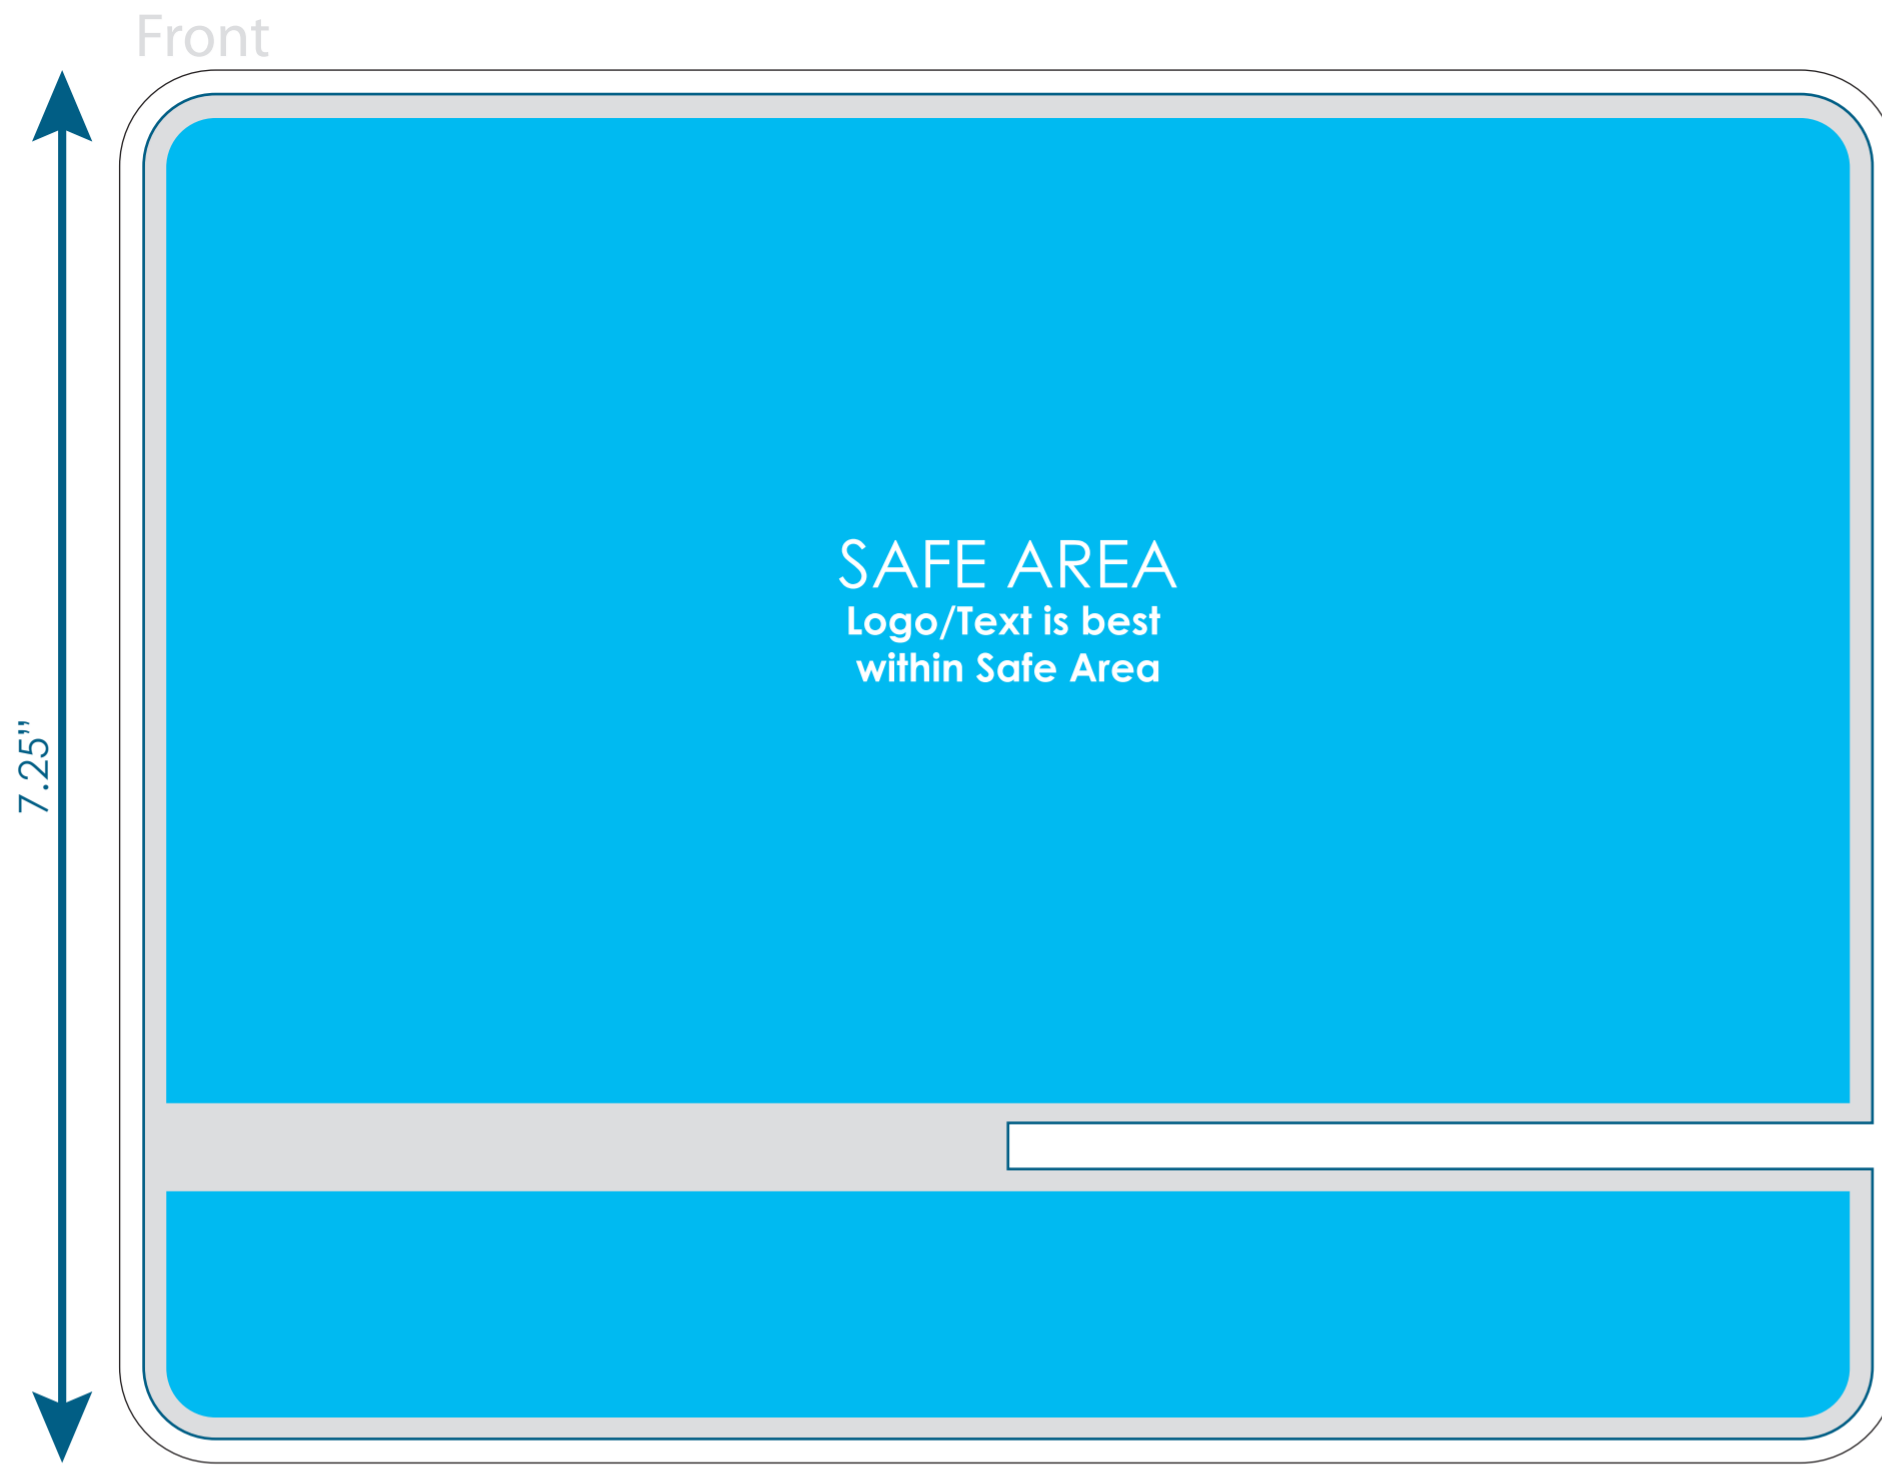 Front
7.25”
SAFE AREA
Logo/Text is best
within Safe Area